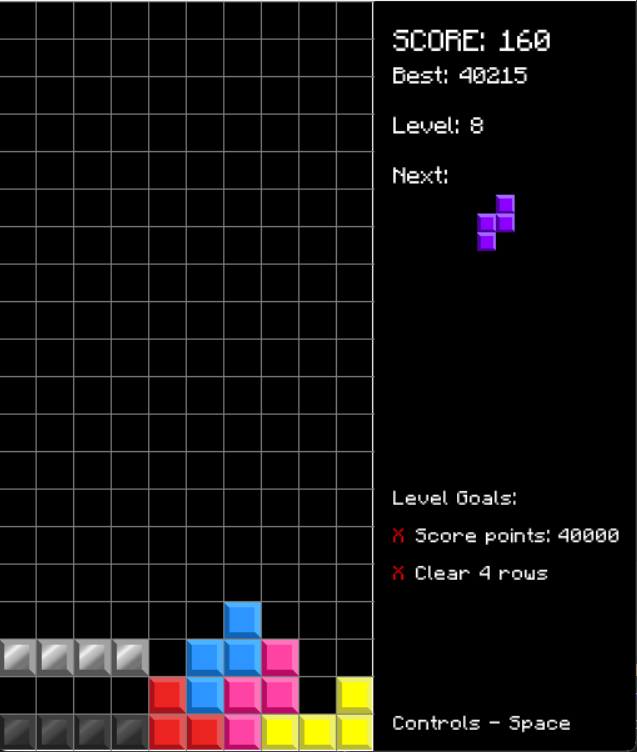 SCORE: 160
Best: 40215
Level: 8
Next:
Level Goals:
X Score points: 40000
X Clear 4 rows
Controls - Space